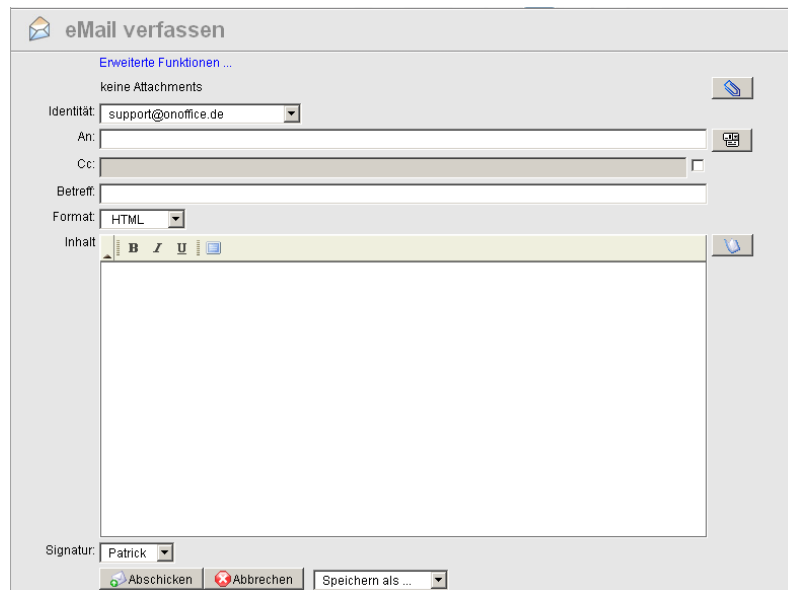 eMail verfassen
Erweiterte Funktionen ...
keine Attachments
Identität: support@onoffice.de
An:
Cc:
Betreff:
Format: HTML
Inhalt B I U
Signatur: Patrick
Abschicken Abbrechen Speichern als ...